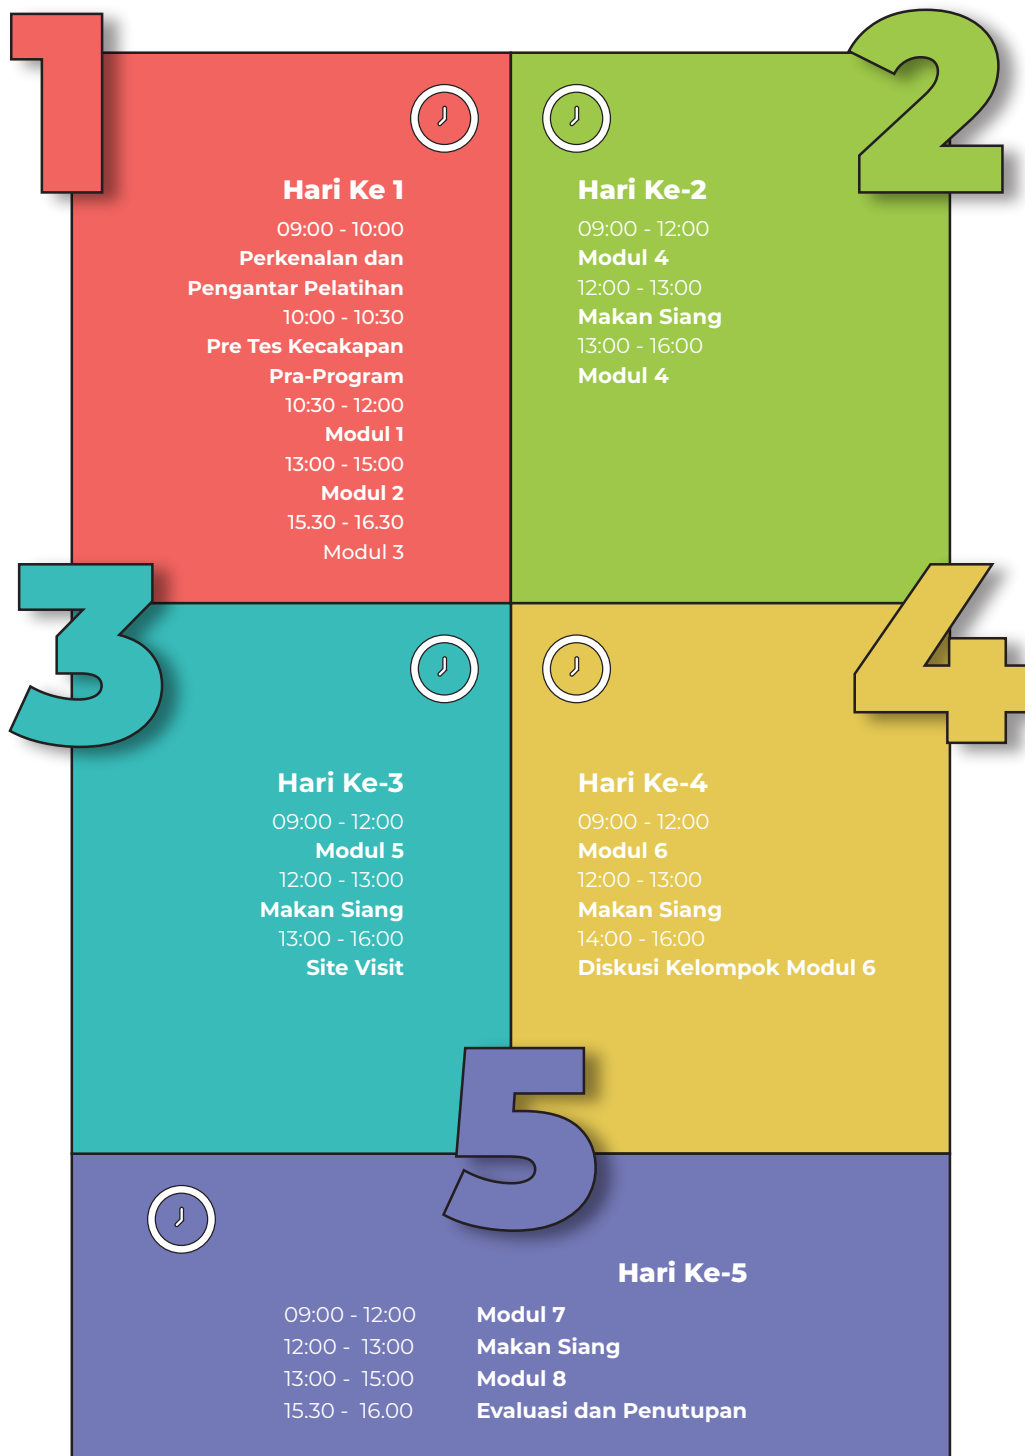 1
Hari Ke 1
09:00 - 10:00
Perkenalan dan
Pengantar Pelatihan
10:00 - 10:30
Pre Tes Kecakapan
Pra-Program
10:30 - 12:00
Modul 1
13:00 - 15:00
Modul 2
15.30 - 16.30
Modul 3
2
Hari Ke-2
09:00 - 12:00
Modul 4
12:00 - 13:00
Makan Siang
13:00 - 16:00
Modul 4
3
Hari Ke-3
09:00 - 12:00
Modul 5
12:00 - 13:00
Makan Siang
13:00 - 16:00
Site Visit
4
Hari Ke-4
09:00 - 12:00
Modul 6
12:00 - 13:00
Makan Siang
14:00 - 16:00
Diskusi Kelompok Modul 6
5
Hari Ke-5
09:00 - 12:00 Modul 7
12:00 - 13:00 Makan Siang
13:00 - 15:00 Modul 8
15.30 - 16.00 Evaluasi dan Penutupan